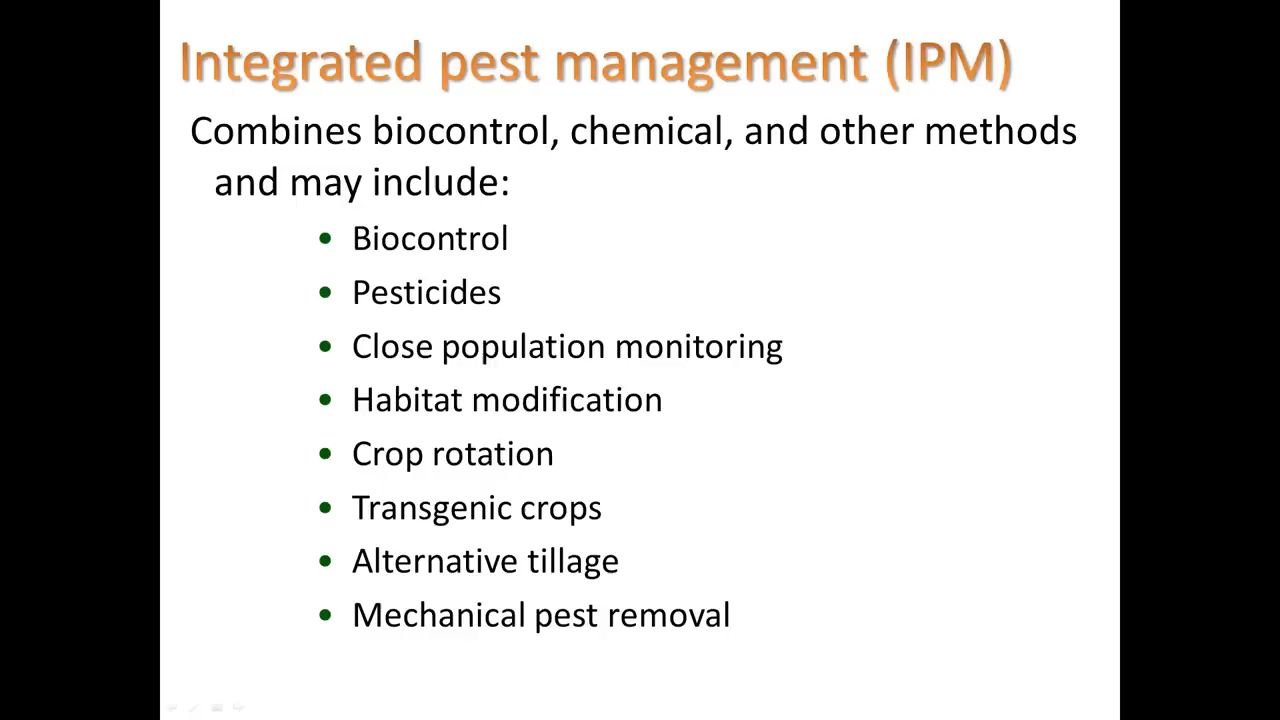 Integrated pest management (IPM)
Combines biocontrol, chemical, and other methods
and may include:
• Biocontrol
• Pesticides
• Close population monitoring
• Habitat modification
• Crop rotation
• Transgenic crops
• Alternative tillage
• Mechanical pest removal